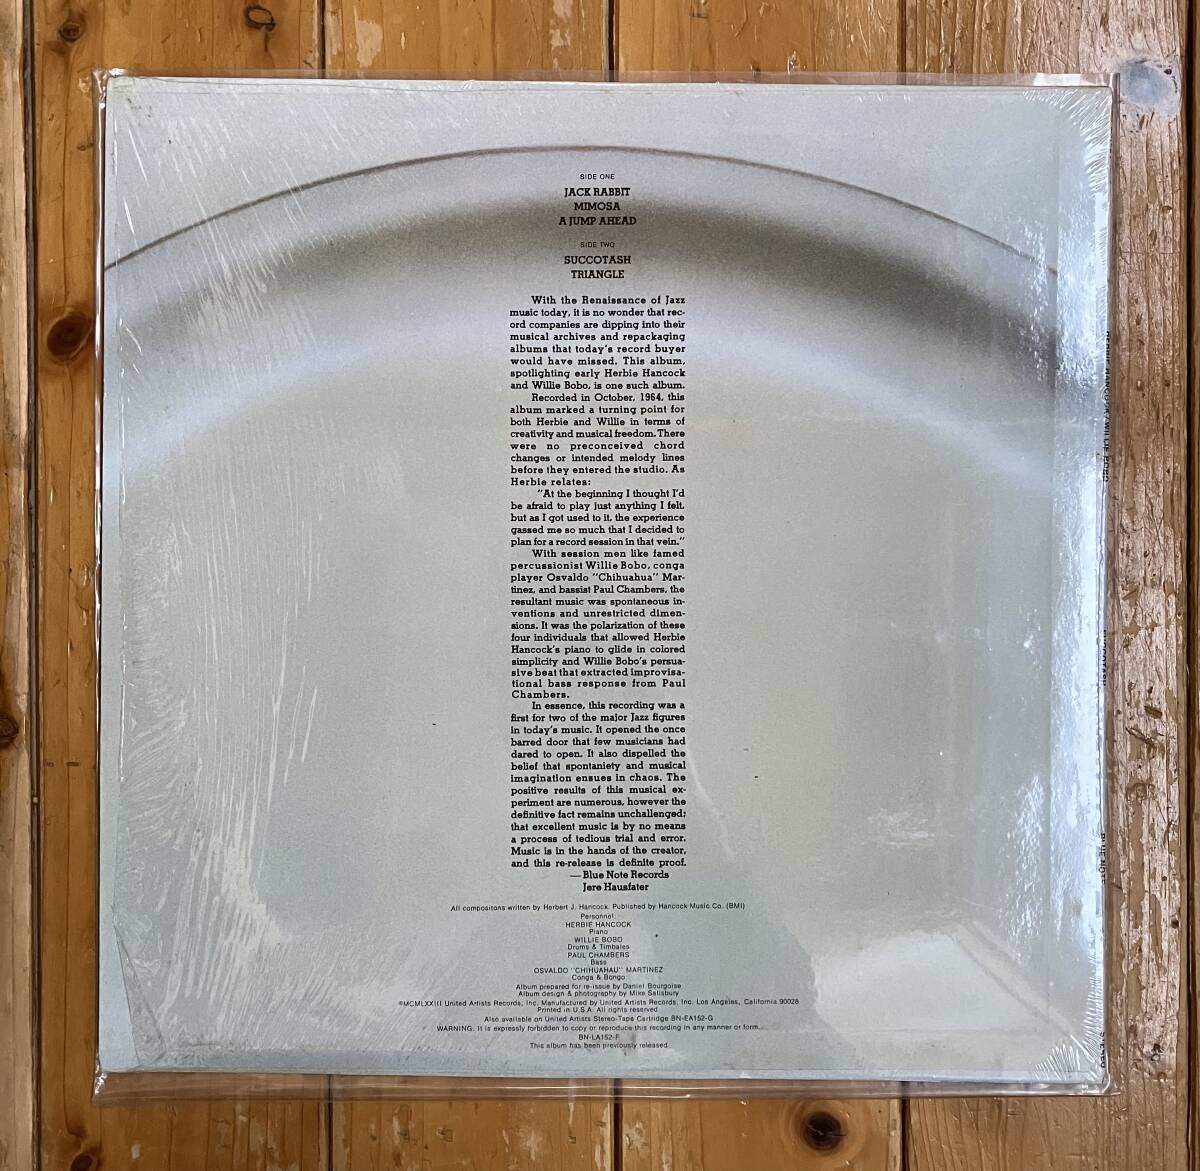 SIDE ONE
JACK RABBIT
MIMOSA
A JUMP AHEAD
SIDE TWO
SUCCOTASH
TRIANGLE
With the Renaissance of Jazz
music today, it is no wonder that rec-
ord companies are dipping into their
musical archives and repackaging
albums that today's record buyer
would have missed. This album,
spotlighting early Herbie Hancock
and Willie Bobo, is one such album.
Recorded in October, 1964, this
album marked a turning point for
both Herbie and Willie in terms of
creativity and musical freedom. There
were no preconceived chord
changes or intended melody lines
before they entered the studio. As
Herbie relates:
"At the beginning I thought I'd
be afraid to play just anything I felt,
but as I got used to it, the experience
gassed me so much that I decided to
plan for a record session in that vein."
With session men like famed
percussionist Willie Bobo, conga
player Osvaldo "Chihuahua" Mar-
tinez, and bassist Paul Chambers, the
resultant music was spontaneous in-
ventions and unrestricted dimen-
sions. It was the polarization of these
four individuals that allowed Herbie
Hancock's piano to glide in colored
simplicity and Willie Bobo's persua-
sive beat that extracted improvisa-
tional bass response from Paul
Chambers.
In essence, this recording was a
first for two of the major Jazz figures
in today's music. It opened the once
barred door that few musicians had
dared to open. It also dispelled the
belief that spontaniety and musical
imagination ensues in chaos. The
positive results of this musical ex-
periment are numerous, however the
definitive fact remains unchallenged;
that excellent music is by no means
a process of tedious trial and error.
Music is in the hands of the creator,
and this re-release is definite proof.
—Blue Note Records
Jere Hausfater
All compositons written by Herbert J. Hancock. Published by Hancock Music Co. (BMI)
Personnel:
HERBIE HANCOCK
Piano
WILLIE BOBO
Drums & Timbales
PAUL CHAMBERS
Bass
OSVALDO "CHIHUAHAU" MARTINEZ
Conga & Bongo
Album prepared for re-issue by Daniel Bourgoise
Album design & photography by Mike Salisbury
©MCMLXXIII United Artists Records, Inc. Manufactured by United Artists Records, Inc. Los Angeles, California 90028
Printed in U.S.A. All rights reserved
Also available on United Artists Stereo-Tape Cartridge BN-EA152-G
WARNING: It is expressly forbidden to copy or reproduce this recording in any manner or form.
BN-LA152-F
This album has been previously released.
HERBIE HANCOCK/WILLIE BOBO
SUCCOTASH
BLUE NOTE
STEREO